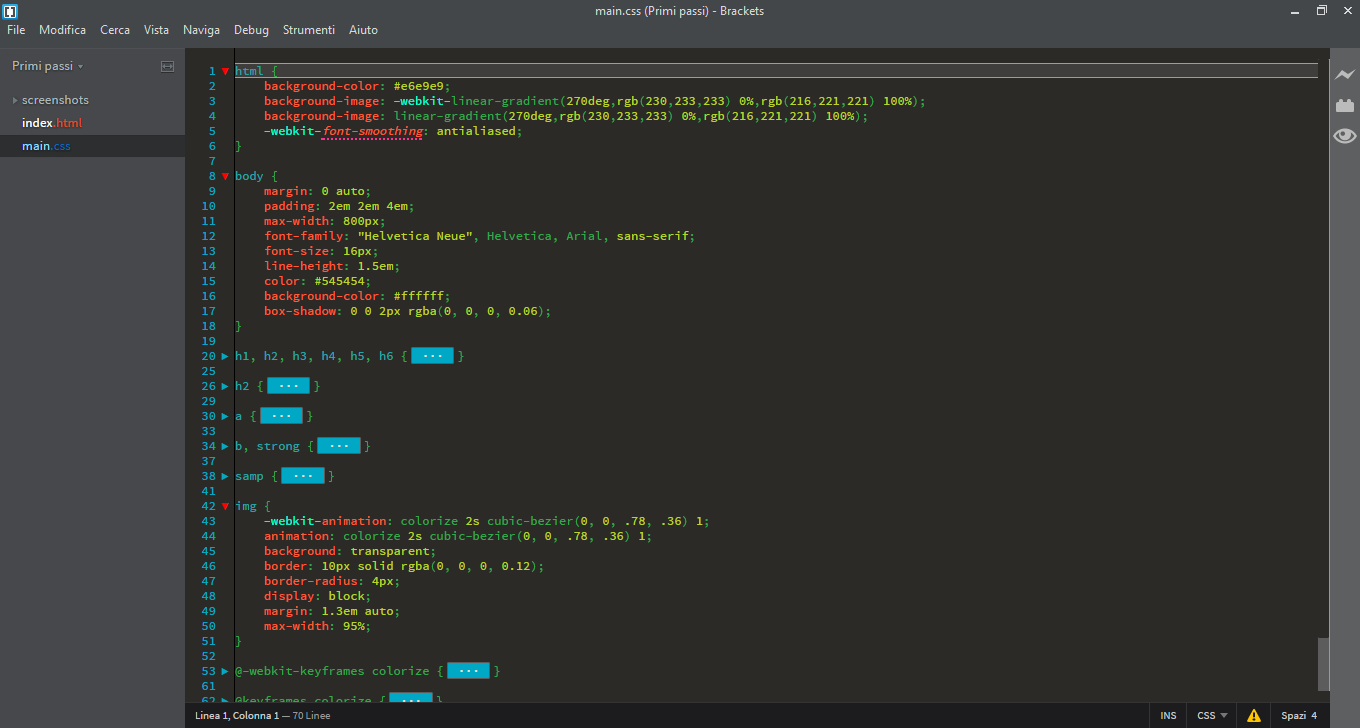 main.css (Primi passi) - Brackets
File Modifica Cerca Vista Naviga Debug Strumenti Aiuto
Primi passi
screenshots
index.html
main.css
1 html {
2     background-color: #e6e9e9;
3     background-image: -webkit-linear-gradient(270deg,rgb(230,233,233) 0%,rgb(216,221,221) 100%);
4     background-image: linear-gradient(270deg,rgb(230,233,233) 0%,rgb(216,221,221) 100%);
5     -webkit-font-smoothing: antialiased;
6 }
7
8 body {
9     margin: 0 auto;
10     padding: 2em 2em 4em;
11     max-width: 800px;
12     font-family: "Helvetica Neue", Helvetica, Arial, sans-serif;
13     font-size: 16px;
14     line-height: 1.5em;
15     color: #545454;
16     background-color: #ffffff;
17     box-shadow: 0 0 2px rgba(0, 0, 0, 0.06);
18 }
19
20 h1, h2, h3, h4, h5, h6 { ... }
25
26 h2 { ... }
29
30 a { ... }
33
34 b, strong { ... }
37
38 samp { ... }
41
42 img {
43     -webkit-animation: colorize 2s cubic-bezier(0, 0, .78, .36) 1;
44     animation: colorize 2s cubic-bezier(0, 0, .78, .36) 1;
45     background: transparent;
46     border: 10px solid rgba(0, 0, 0, 0.12);
47     border-radius: 4px;
48     display: block;
49     margin: 1.3em auto;
50     max-width: 95%;
51 }
52
53 @-webkit-keyframes colorize { ... }
61
62 @keyframes colorize { ... }
Linea 1, Colonna 1 — 70 Linee
INS CSS Spazi 4